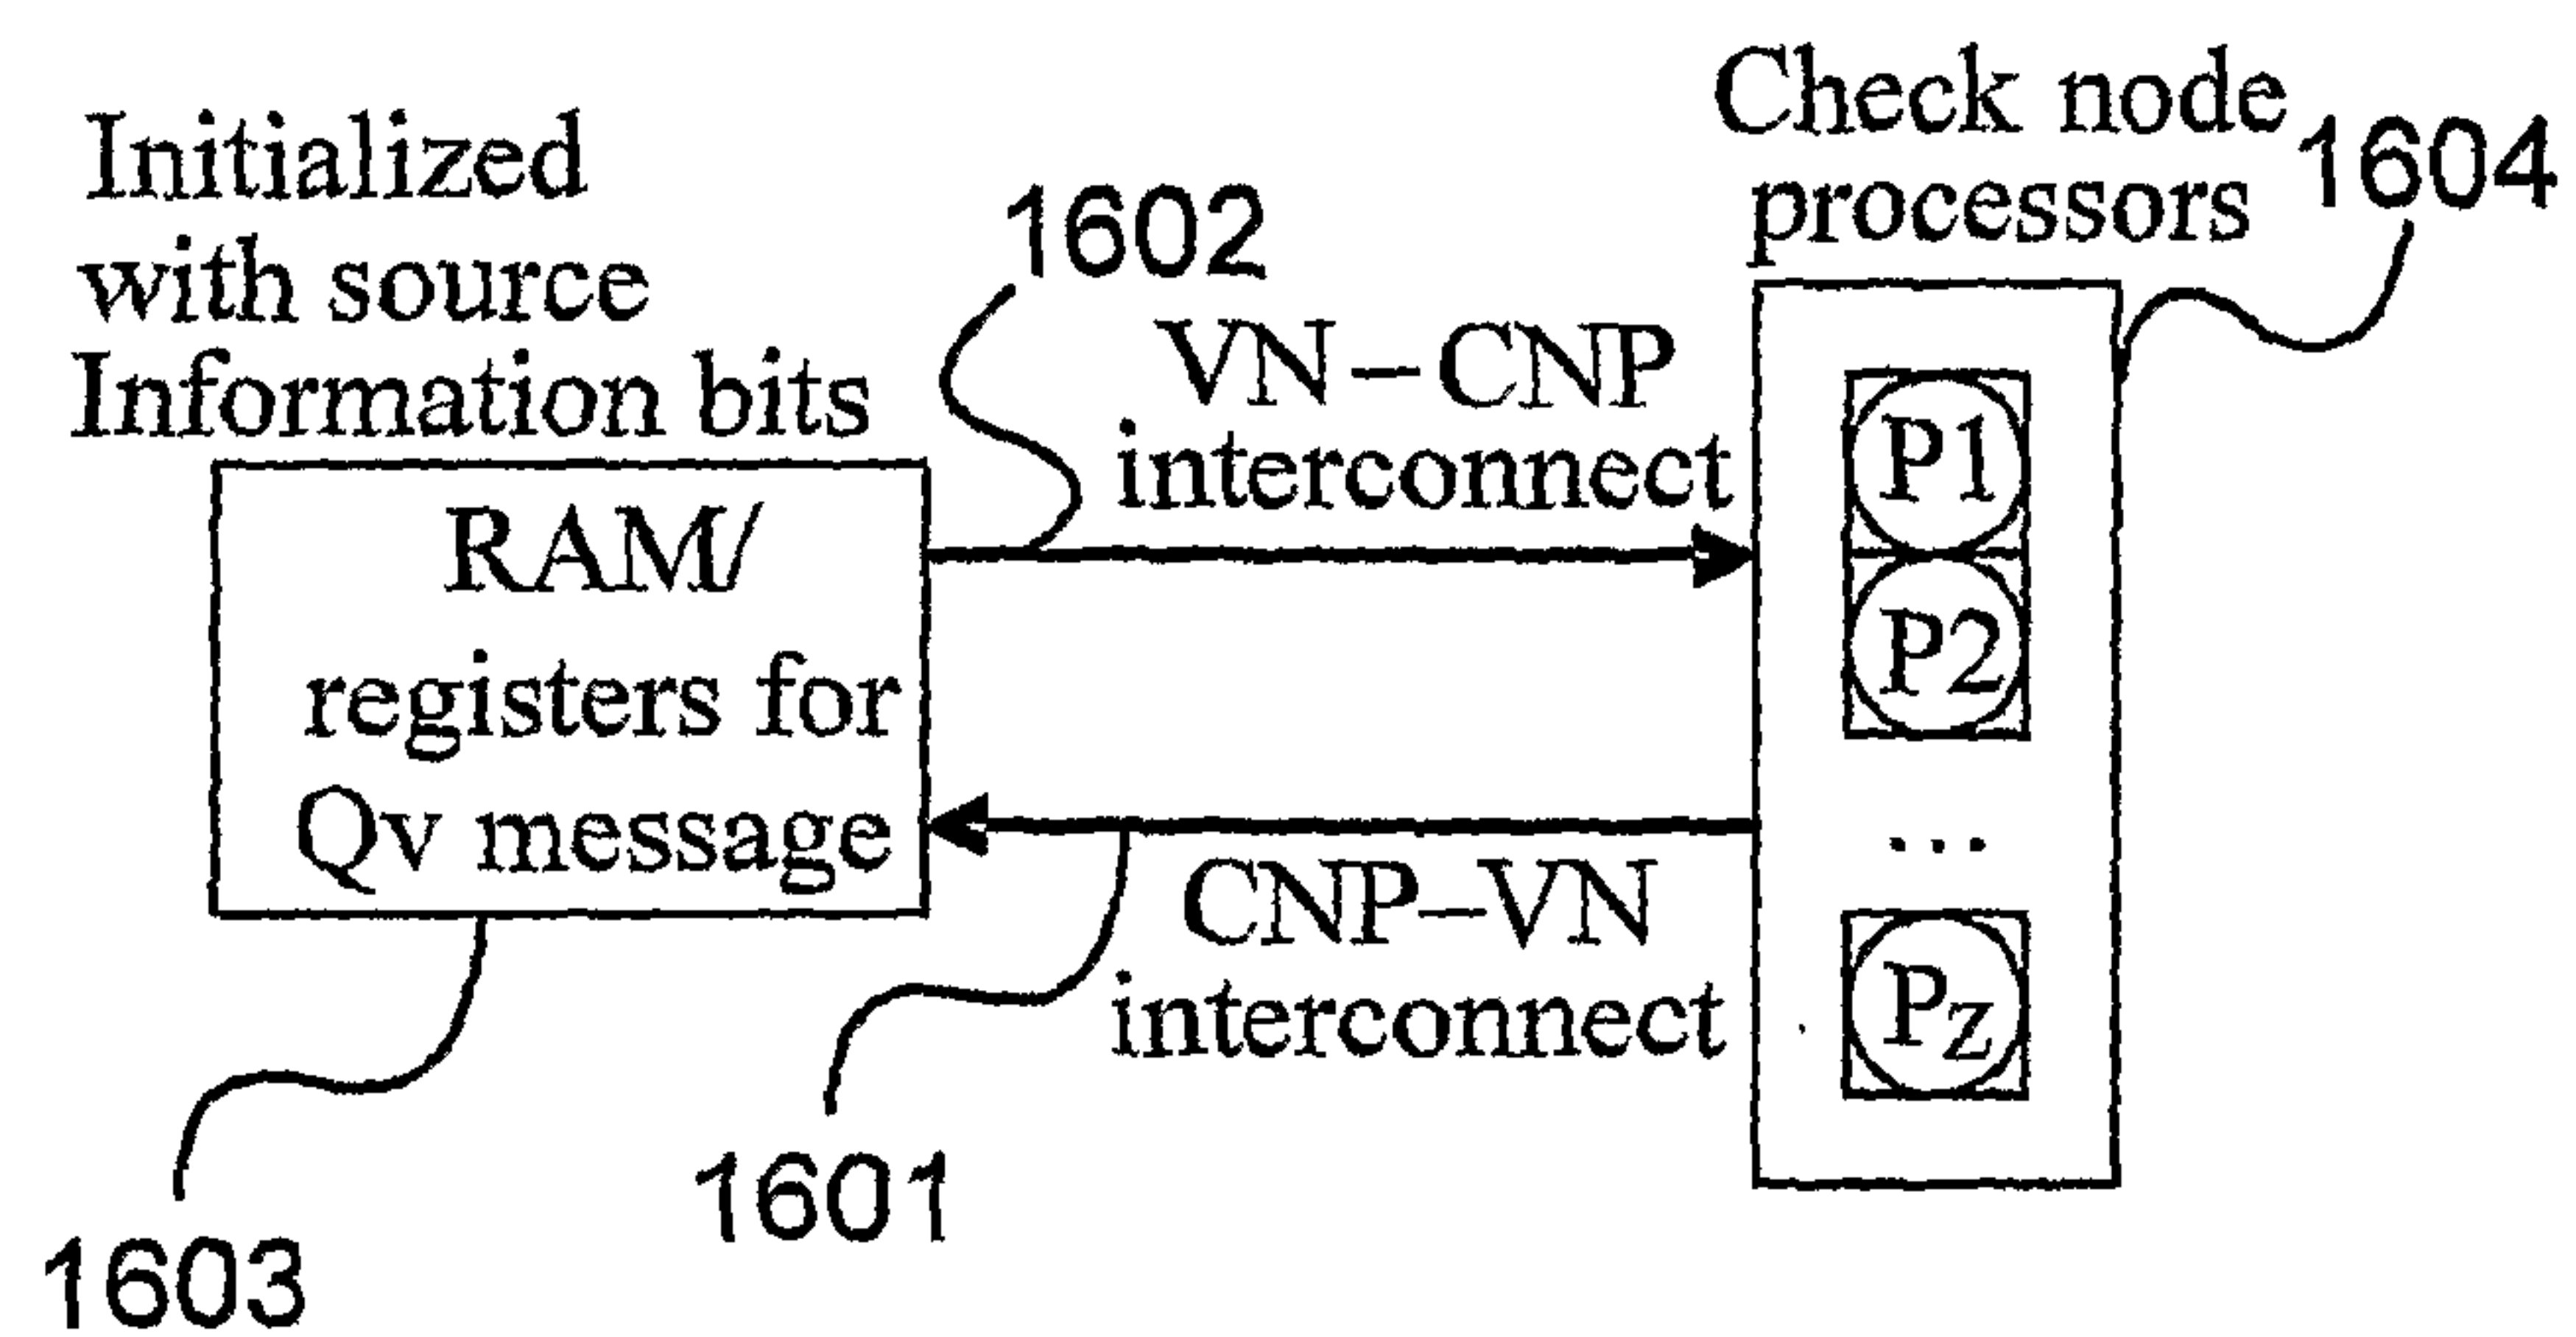 Initialized
with source
Information bits
1602
Check node
processors
1604
VN–CNP
interconnect
RAM/
registers for
Qv message
P1
P2
...
Pz
CNP–VN
interconnect
1601
1603